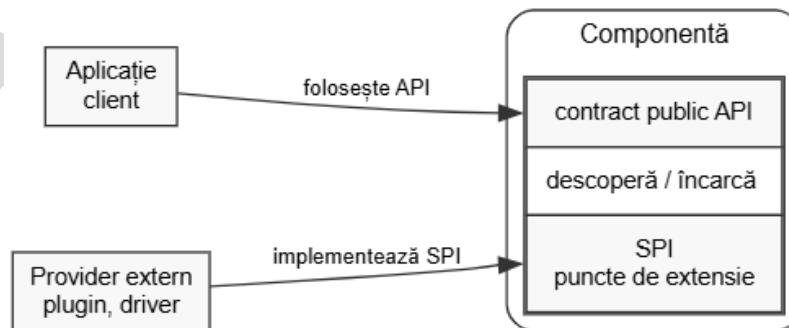 Componentă
Aplicație
client
folosește API
contract public API
descoperă / încarcă
implementează SPI
SPI
puncte de extensie
Provider extern
plugin, driver